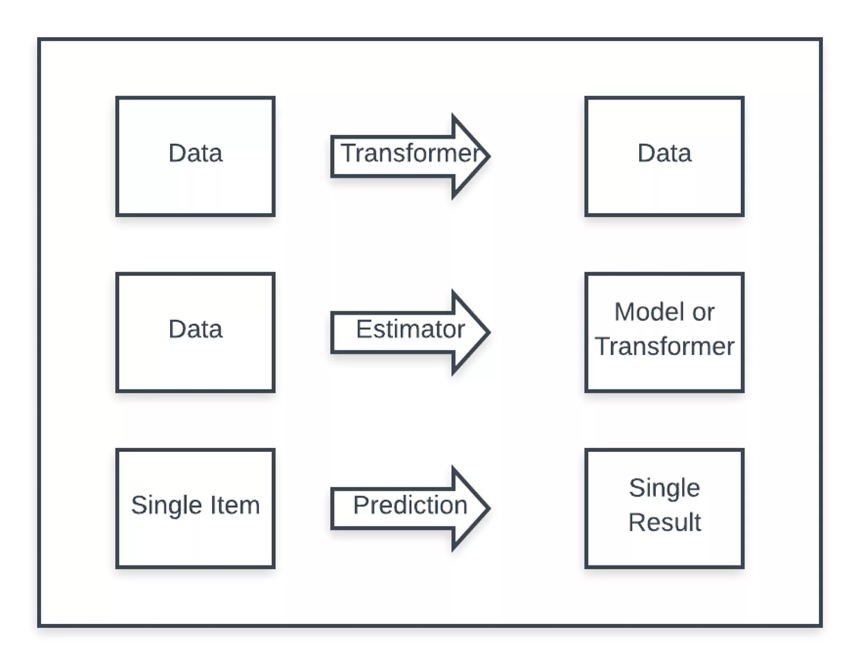 Data
Transformer
Data
Data
Estimator
Model or
Transformer
Single Item
Prediction
Single
Result